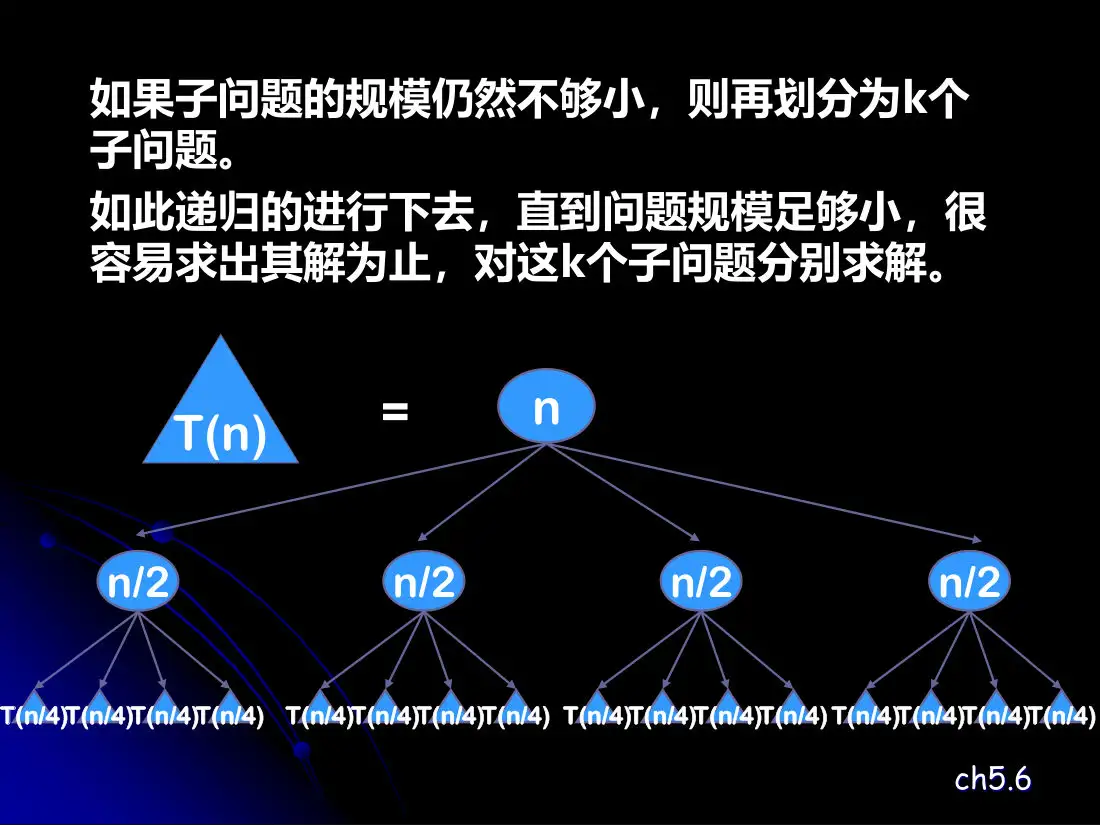 如果子问题的规模仍然不够小，则再划分为k个
子问题。
如此递归的进行下去，直到问题规模足够小，很
容易求出其解为止，对这k个子问题分别求解。
T(n) = n
n/2 n/2 n/2 n/2
T(n/4) T(n/4) T(n/4) T(n/4) T(n/4) T(n/4) T(n/4) T(n/4) T(n/4) T(n/4) T(n/4) T(n/4) T(n/4) T(n/4) T(n/4) T(n/4)
ch5.6